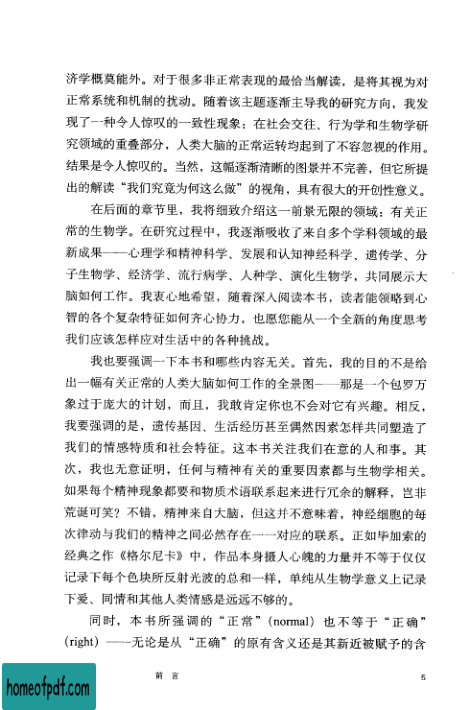 济学概莫能外。对于很多非正常表现的最恰当解读，是将其视为对
正常系统和机制的扰动。随着该主题逐渐主导我的研究方向，我发
现了一种令人惊叹的一致性现象：在社会交往、行为学和生物学研
究领域的重叠部分，人类大脑的正常运转均起到了不容忽视的作用。
结果是令人惊叹的。当然，这幅逐渐清晰的图景并不完善，但它所提
出的解读“我们究竟为何这么做”的视角，具有很大的开创性意义。
在后面的章节里，我将细致介绍这一前景无限的领域：有关正
常的生物学。在研究过程中，我逐渐吸收了来自多个学科领域的最
新成果——心理学和精神科学、发展和认知神经科学、遗传学、分
子生物学、经济学、流行病学、人种学、演化生物学，共同展示大
脑如何工作。我衷心地希望，随着深入阅读本书，读者能领略到心
智的各个复杂特征如何齐心协力，也愿您能从一个全新的角度思考
我们应该怎样应对生活中的各种挑战。
我也要强调一下本书和哪些内容无关。首先，我的目的不是给
出一幅有关正常的人类大脑如何工作的全景图——那是一个包罗万
象过于庞大的计划，而且，我敢肯定你也不会对它有兴趣。相反，
我要强调的是，遗传基因、生活经历甚至偶然因素怎样共同塑造了
我们的情感特质和社会特征。这本书关注我们在意的人和事。其
次，我也无意证明，任何与精神有关的重要因素都与生物学相关。
如果每个精神现象都要和物质术语联系起来进行冗余的解释，岂非
荒诞可笑？不错，精神来自大脑，但这并不意味着，神经细胞的每
次律动与我们的精神之间必然存在一一对应的联系。正如毕加索的
经典之作《格尔尼卡》中，作品本身摄人心魄的力量并不等于仅仅
记录下每个色块所反射光波的总和一样，单纯从生物学意义上记录
下爱、同情和其他人类情感是远远不够的。
同时，本书所强调的“正常”(normal) 也不等于“正确”
(right) ——无论是从“正确”的原有含义还是其新近被赋予的含
前 言 5
homeofpdf.com